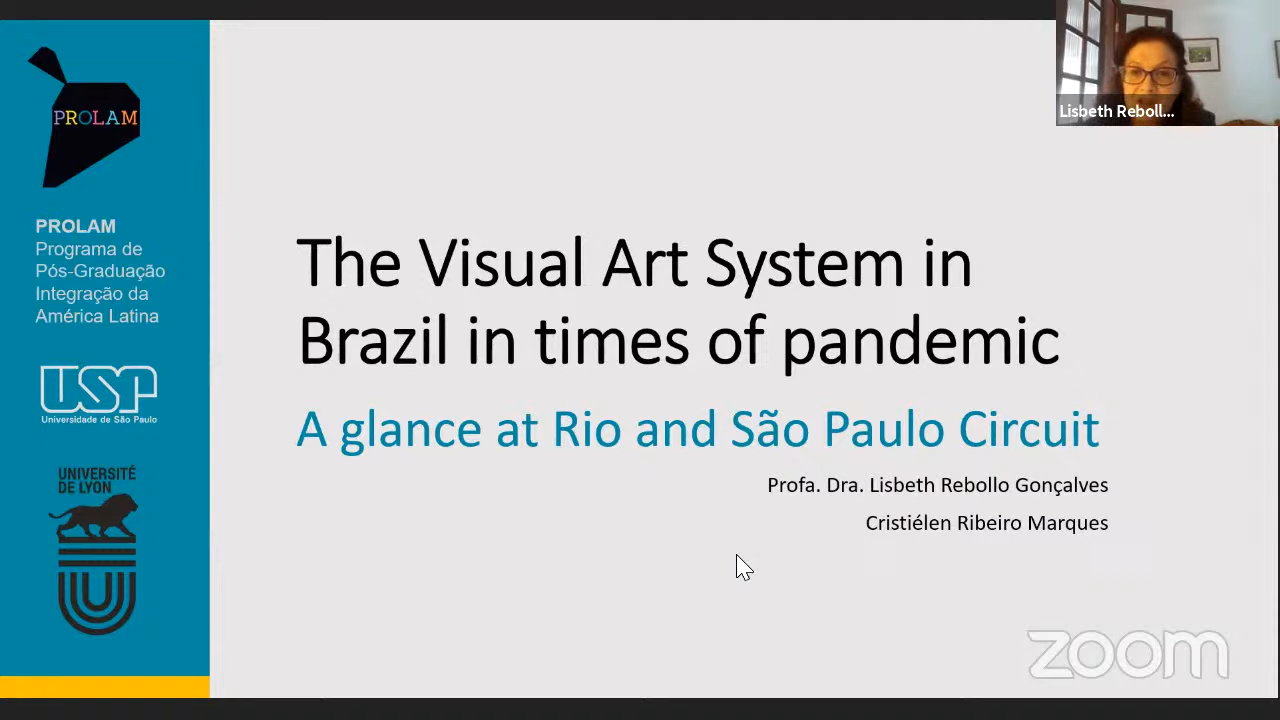 PROLAM
PROLAM
Programa de
Pós-Graduação
Integração da
América Latina
USP
Universidade de São Paulo
UNIVERSITÉ
DE LYON
The Visual Art System in
Brazil in times of pandemic
A glance at Rio and São Paulo Circuit
Profa. Dra. Lisbeth Rebollo Gonçalves
Cristiélen Ribeiro Marques
Lisbeth Reboll...
zoom